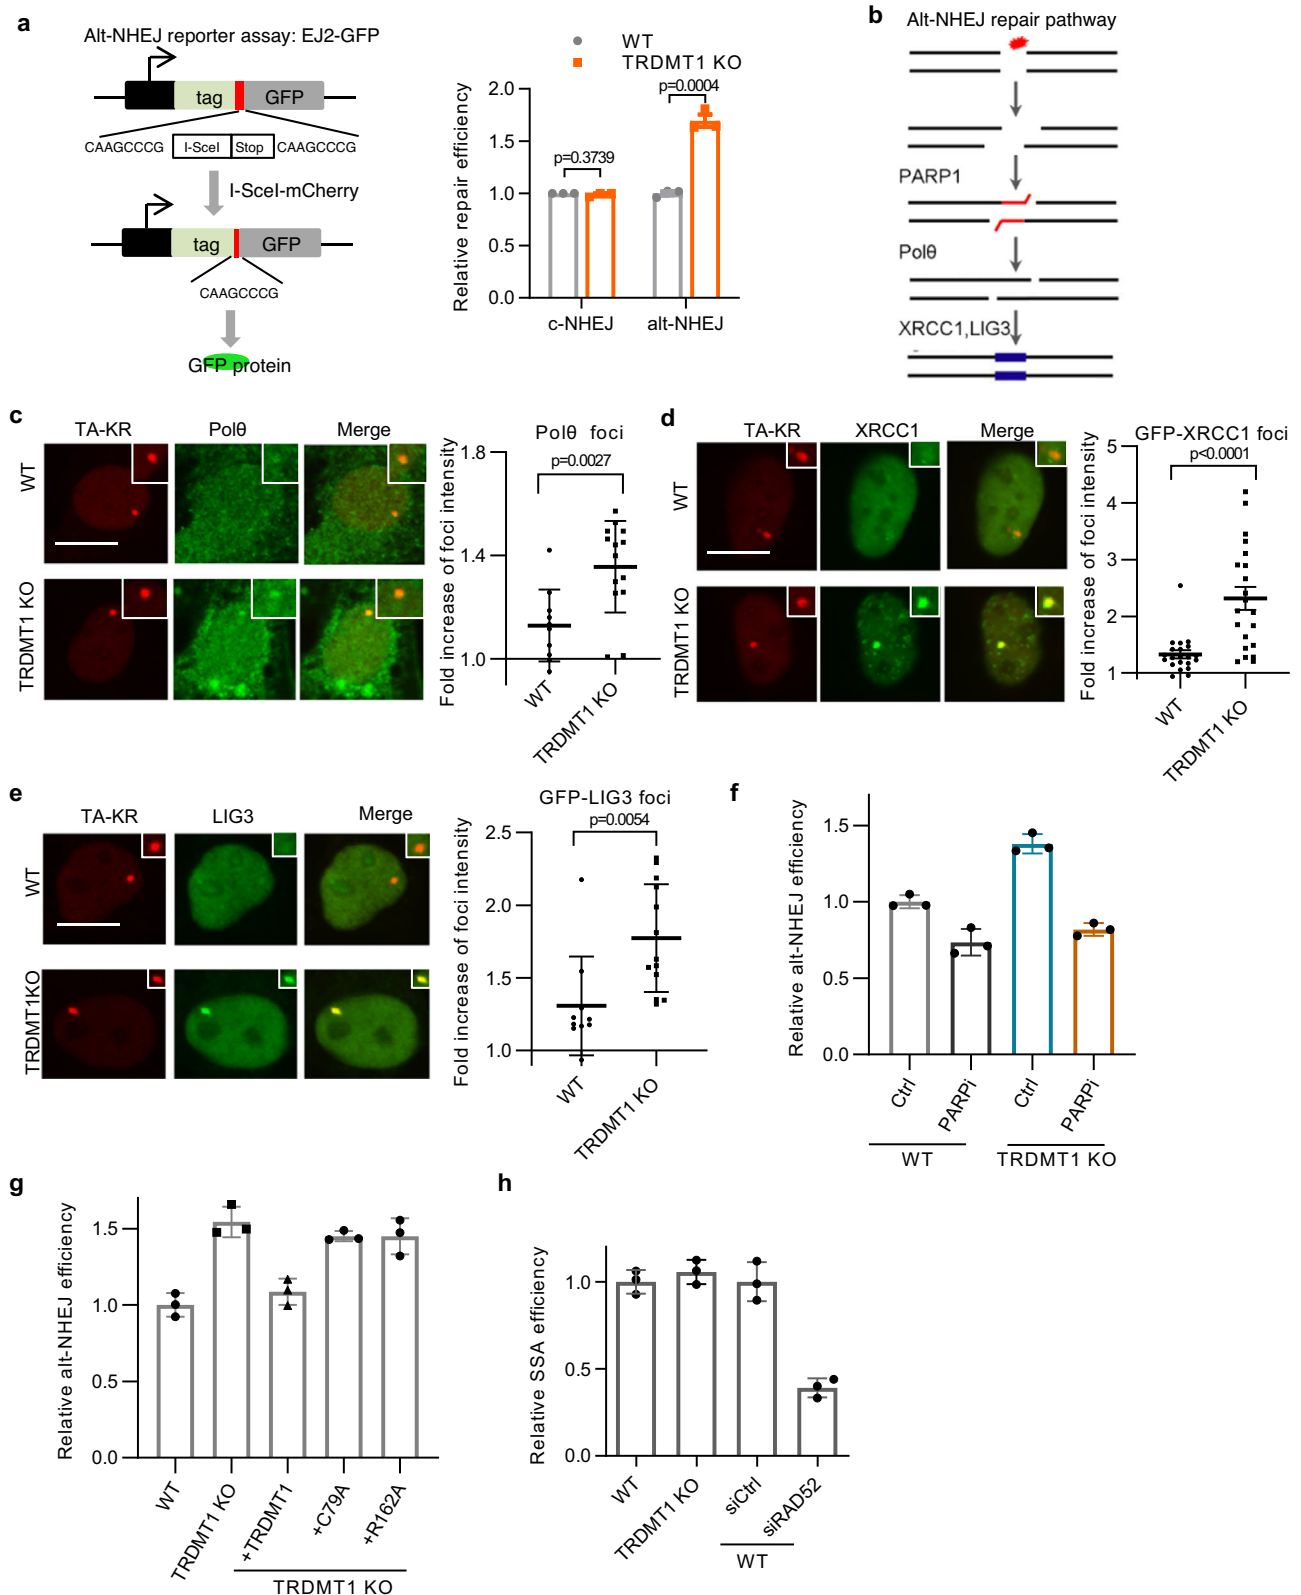 a
Alt-NHEJ reporter assay: EJ2-GFP
tag
GFP
CAAGCCCG
I-SceI
Stop
CAAGCCCG
I-SceI-mCherry
tag
GFP
CAAGCCCG
GFP protein
WT
TRDMT1 KO
Relative repair efficiency
2.0
1.5
1.0
0.5
0.0
p=0.3739
p=0.0004
c-NHEJ
alt-NHEJ
b
Alt-NHEJ repair pathway
PARP1
Polθ
XRCC1,LIG3
c
TA-KR
Polθ
Merge
WT
TRDMT1 KO
Polθ foci
p=0.0027
Fold increase of foci intensity
1.8
1.4
1.0
WT
TRDMT1 KO
d
TA-KR
XRCC1
Merge
WT
TRDMT1 KO
GFP-XRCC1 foci
p<0.0001
Fold increase of foci intensity
5
4
3
2
1
WT
TRDMT1 KO
e
TA-KR
LIG3
Merge
WT
TRDMT1KO
GFP-LIG3 foci
p=0.0054
Fold increase of foci intensity
2.5
2.0
1.5
1.0
WT
TRDMT1 KO
f
Relative alt-NHEJ efficiency
1.5
1.0
0.5
0.0
Ctrl
PARPi
Ctrl
PARPi
WT
TRDMT1 KO
g
Relative alt-NHEJ efficiency
1.5
1.0
0.5
0.0
WT
TRDMT1 KO
+TRDMT1
+C79A
+R162A
TRDMT1 KO
h
Relative SSA efficiency
1.0
0.5
0.0
WT
TRDMT1 KO
siCtrl
siRAD52
WT